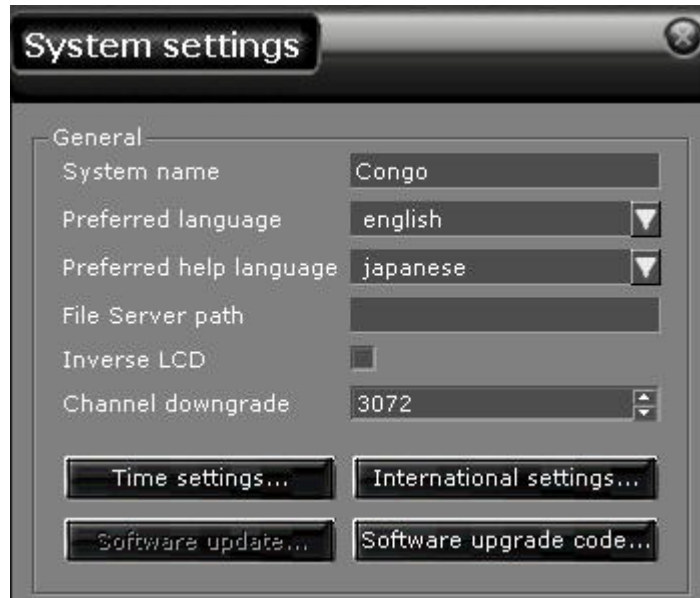 System settings
General
System name Congo
Preferred language english
Preferred help language japanese
File Server path
Inverse LCD
Channel downgrade 3072
Time settings... International settings...
Software update... Software upgrade code...